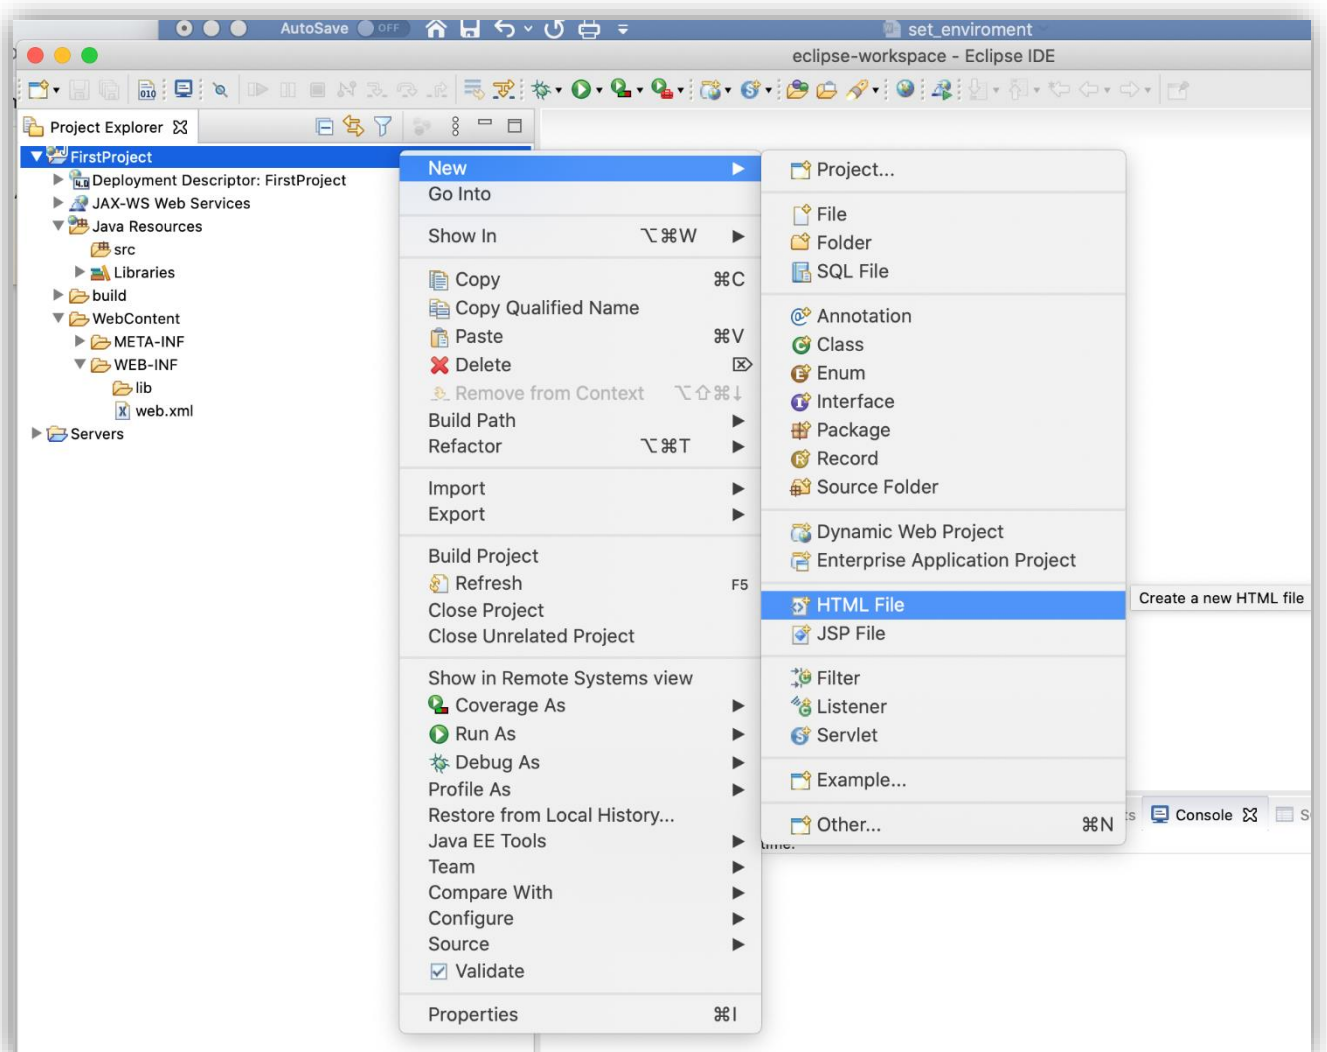 AutoSave OFF set_enviroment
eclipse-workspace - Eclipse IDE
Project Explorer
FirstProject
Deployment Descriptor: FirstProject
JAX-WS Web Services
Java Resources
src
Libraries
build
WebContent
META-INF
WEB-INF
lib
web.xml
Servers
New
Go Into
Show In ⌥⌘W
Copy ⌘C
Copy Qualified Name
Paste ⌘V
Delete ⌦
Remove from Context ⌥⇧⌘↓
Build Path
Refactor ⌥⌘T
Import
Export
Build Project
Refresh F5
Close Project
Close Unrelated Project
Show in Remote Systems view
Coverage As
Run As
Debug As
Profile As
Restore from Local History...
Java EE Tools
Team
Compare With
Configure
Source
Validate
Properties ⌘I
Project...
File
Folder
SQL File
Annotation
Class
Enum
Interface
Package
Record
Source Folder
Dynamic Web Project
Enterprise Application Project
HTML File
JSP File
Filter
Listener
Servlet
Example...
Other... ⌘N
Create a new HTML file
Console